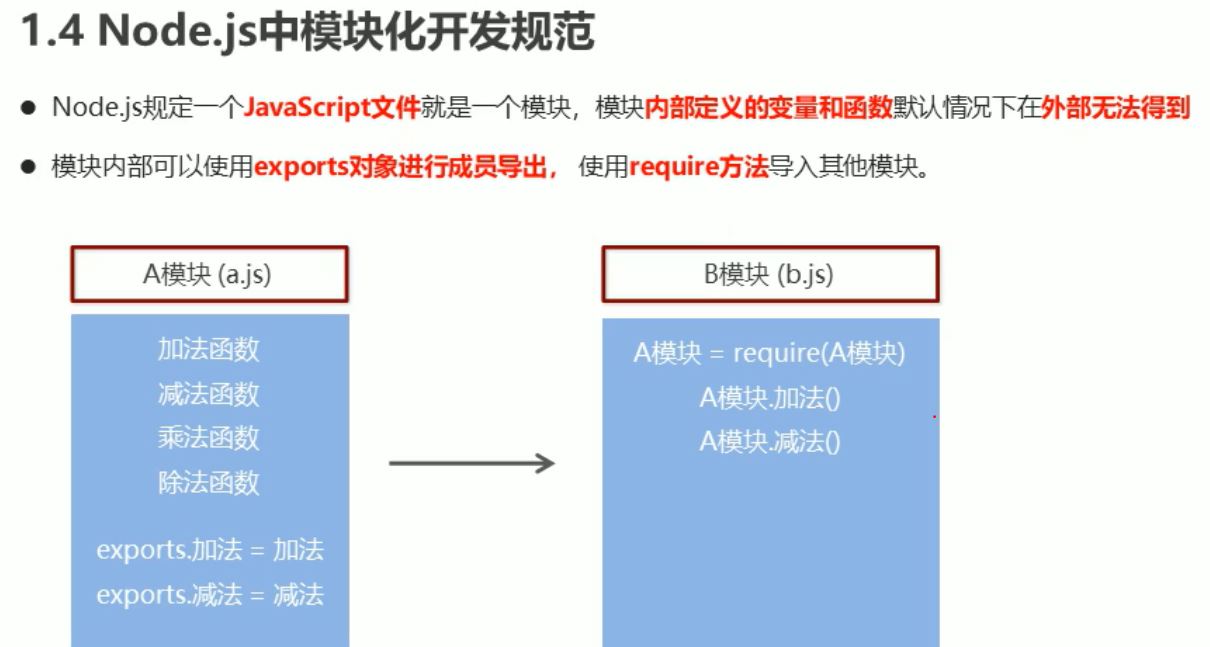 1.4 Node.js中模块化开发规范
● Node.js规定一个JavaScript文件就是一个模块，模块内部定义的变量和函数默认情况下在外部无法得到
● 模块内部可以使用exports对象进行成员导出， 使用require方法导入其他模块。
A模块 (a.js)
加法函数
减法函数
乘法函数
除法函数
exports.加法 = 加法
exports.减法 = 减法
B模块 (b.js)
A模块 = require(A模块)
A模块.加法()
A模块.减法()